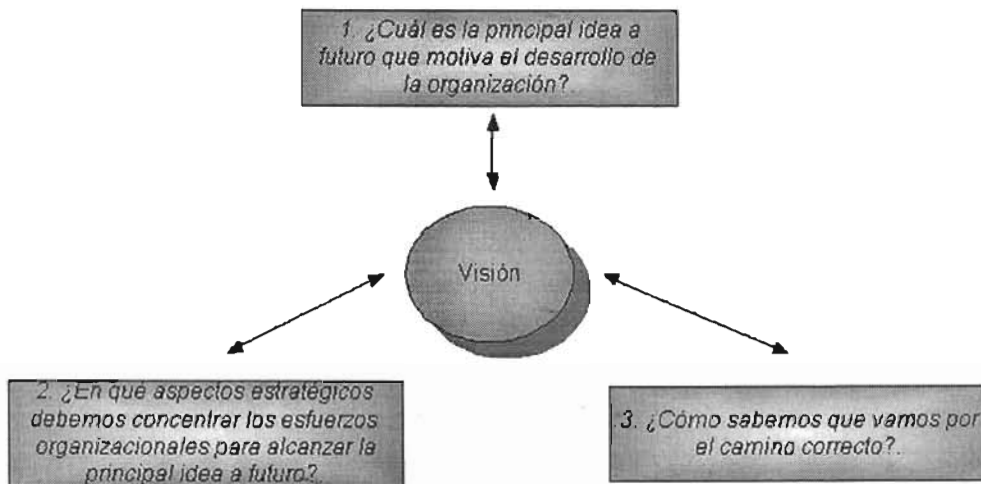 1. ¿Cuál es la principal idea a
futuro que motiva el desarrollo de
la organización?.
Visión
2. ¿En qué aspectos estratégicos
debemos concentrar los esfuerzos
organizacionales para alcanzar la
principal idea a futuro?.
3. ¿Cómo sabemos que vamos por
el camino correcto?.